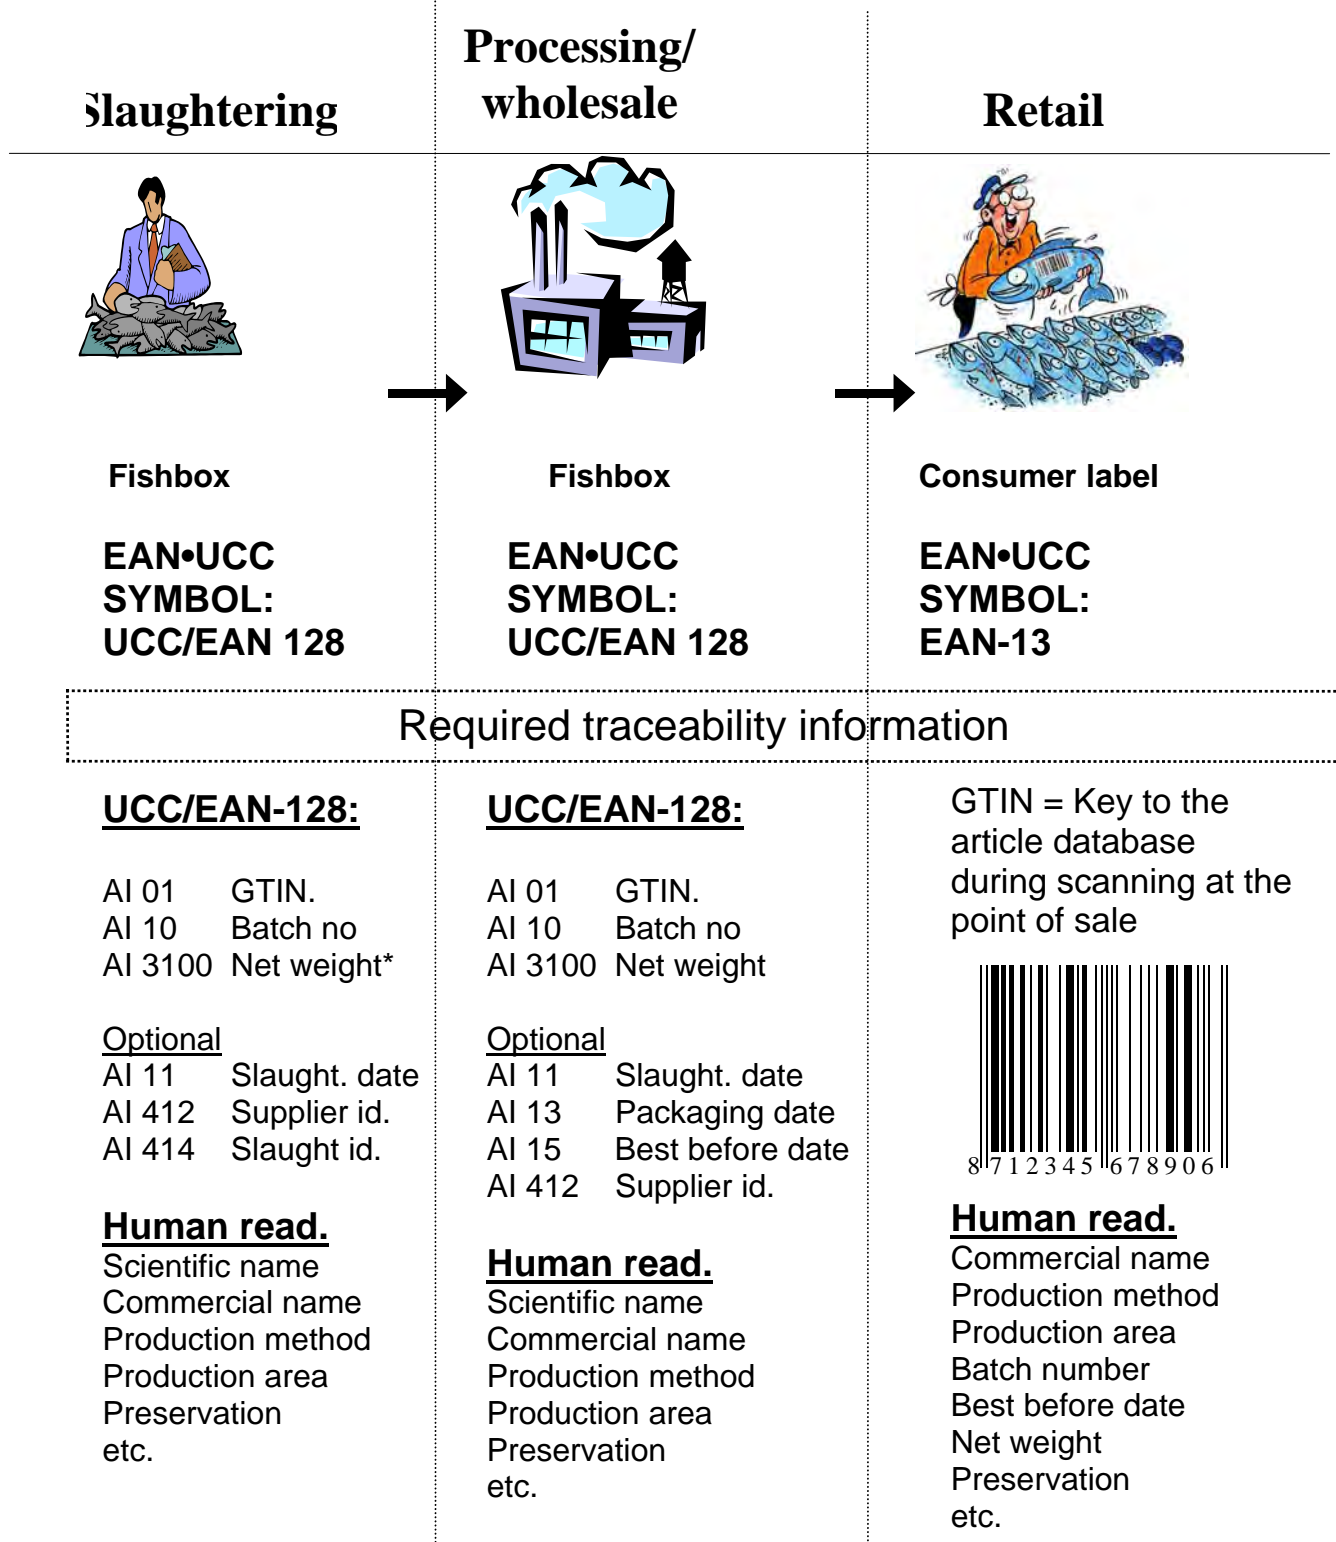 Slaughtering
Processing/
wholesale
Retail
Fishbox
Fishbox
Consumer label
EAN•UCC
SYMBOL:
UCC/EAN 128
EAN•UCC
SYMBOL:
UCC/EAN 128
EAN•UCC
SYMBOL:
EAN-13
Required traceability information
UCC/EAN-128:
AI 01 GTIN.
AI 10 Batch no
AI 3100 Net weight*
Optional
AI 11 Slaught. date
AI 412 Supplier id.
AI 414 Slaught id.
Human read.
Scientific name
Commercial name
Production method
Production area
Preservation
etc.
UCC/EAN-128:
AI 01 GTIN.
AI 10 Batch no
AI 3100 Net weight
Optional
AI 11 Slaught. date
AI 13 Packaging date
AI 15 Best before date
AI 412 Supplier id.
Human read.
Scientific name
Commercial name
Production method
Production area
Preservation
etc.
GTIN = Key to the
article database
during scanning at the
point of sale
8 712345 678906
Human read.
Commercial name
Production method
Production area
Batch number
Best before date
Net weight
Preservation
etc.